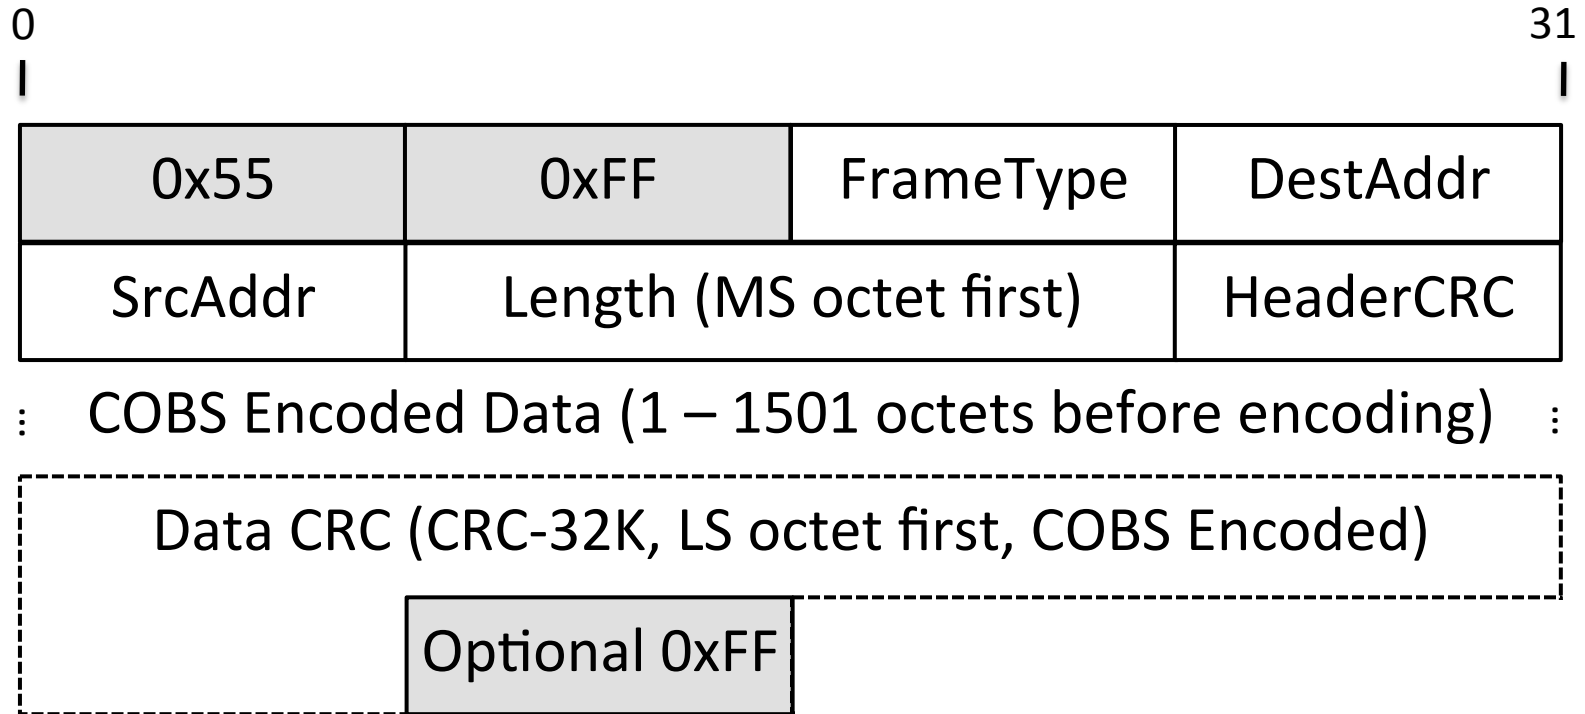 0 31
0x55 0xFF FrameType DestAddr
SrcAddr Length (MS octet first) HeaderCRC
⋮ COBS Encoded Data (1 – 1501 octets before encoding) ⋮
Data CRC (CRC-32K, LS octet first, COBS Encoded)
Optional 0xFF